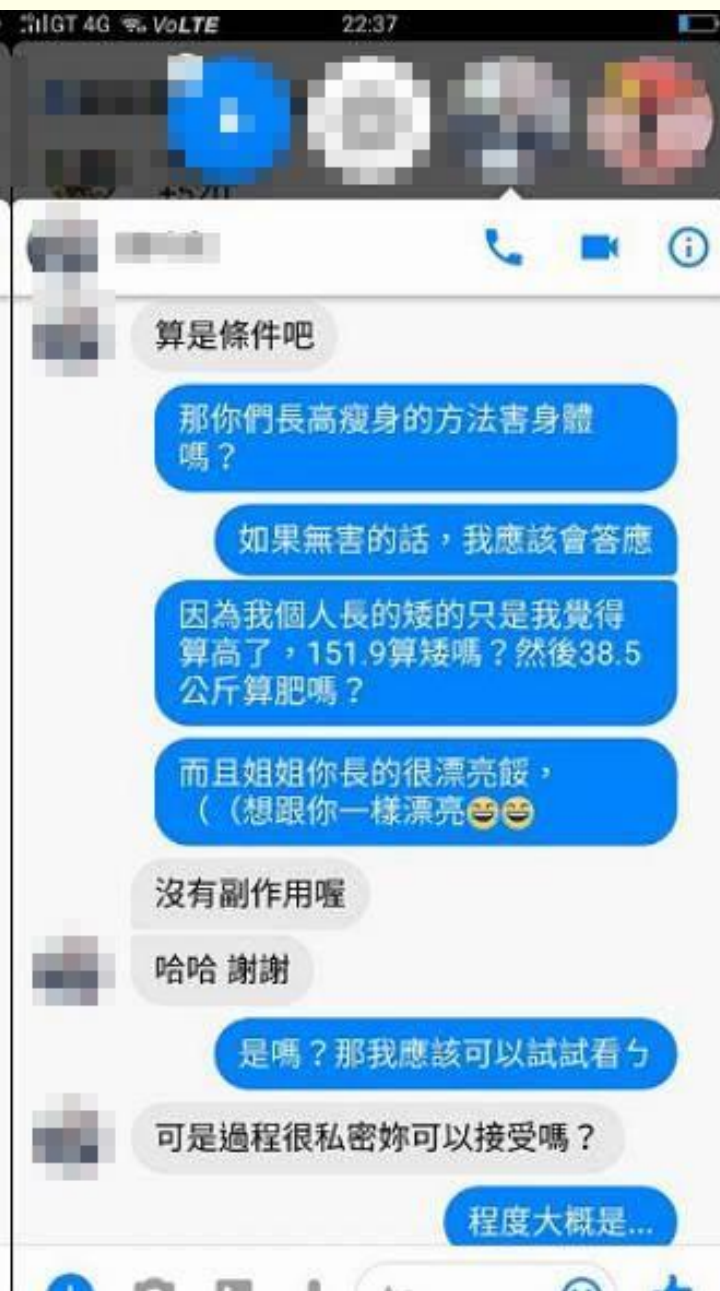 GT 4G VoLTE 22:37
+520
算是條件吧
那你們長高瘦身的方法害身體
嗎？
如果無害的話，我應該會答應
因為我個人長的矮的只是我覺得
算高了，151.9算矮嗎？然後38.5
公斤算肥嗎？
而且姐姐你長的很漂亮餒，
（（想跟你一樣漂亮😄😄
沒有副作用喔
哈哈 謝謝
是嗎？那我應該可以試試看ㄅ
可是過程很私密妳可以接受嗎？
程度大概是...